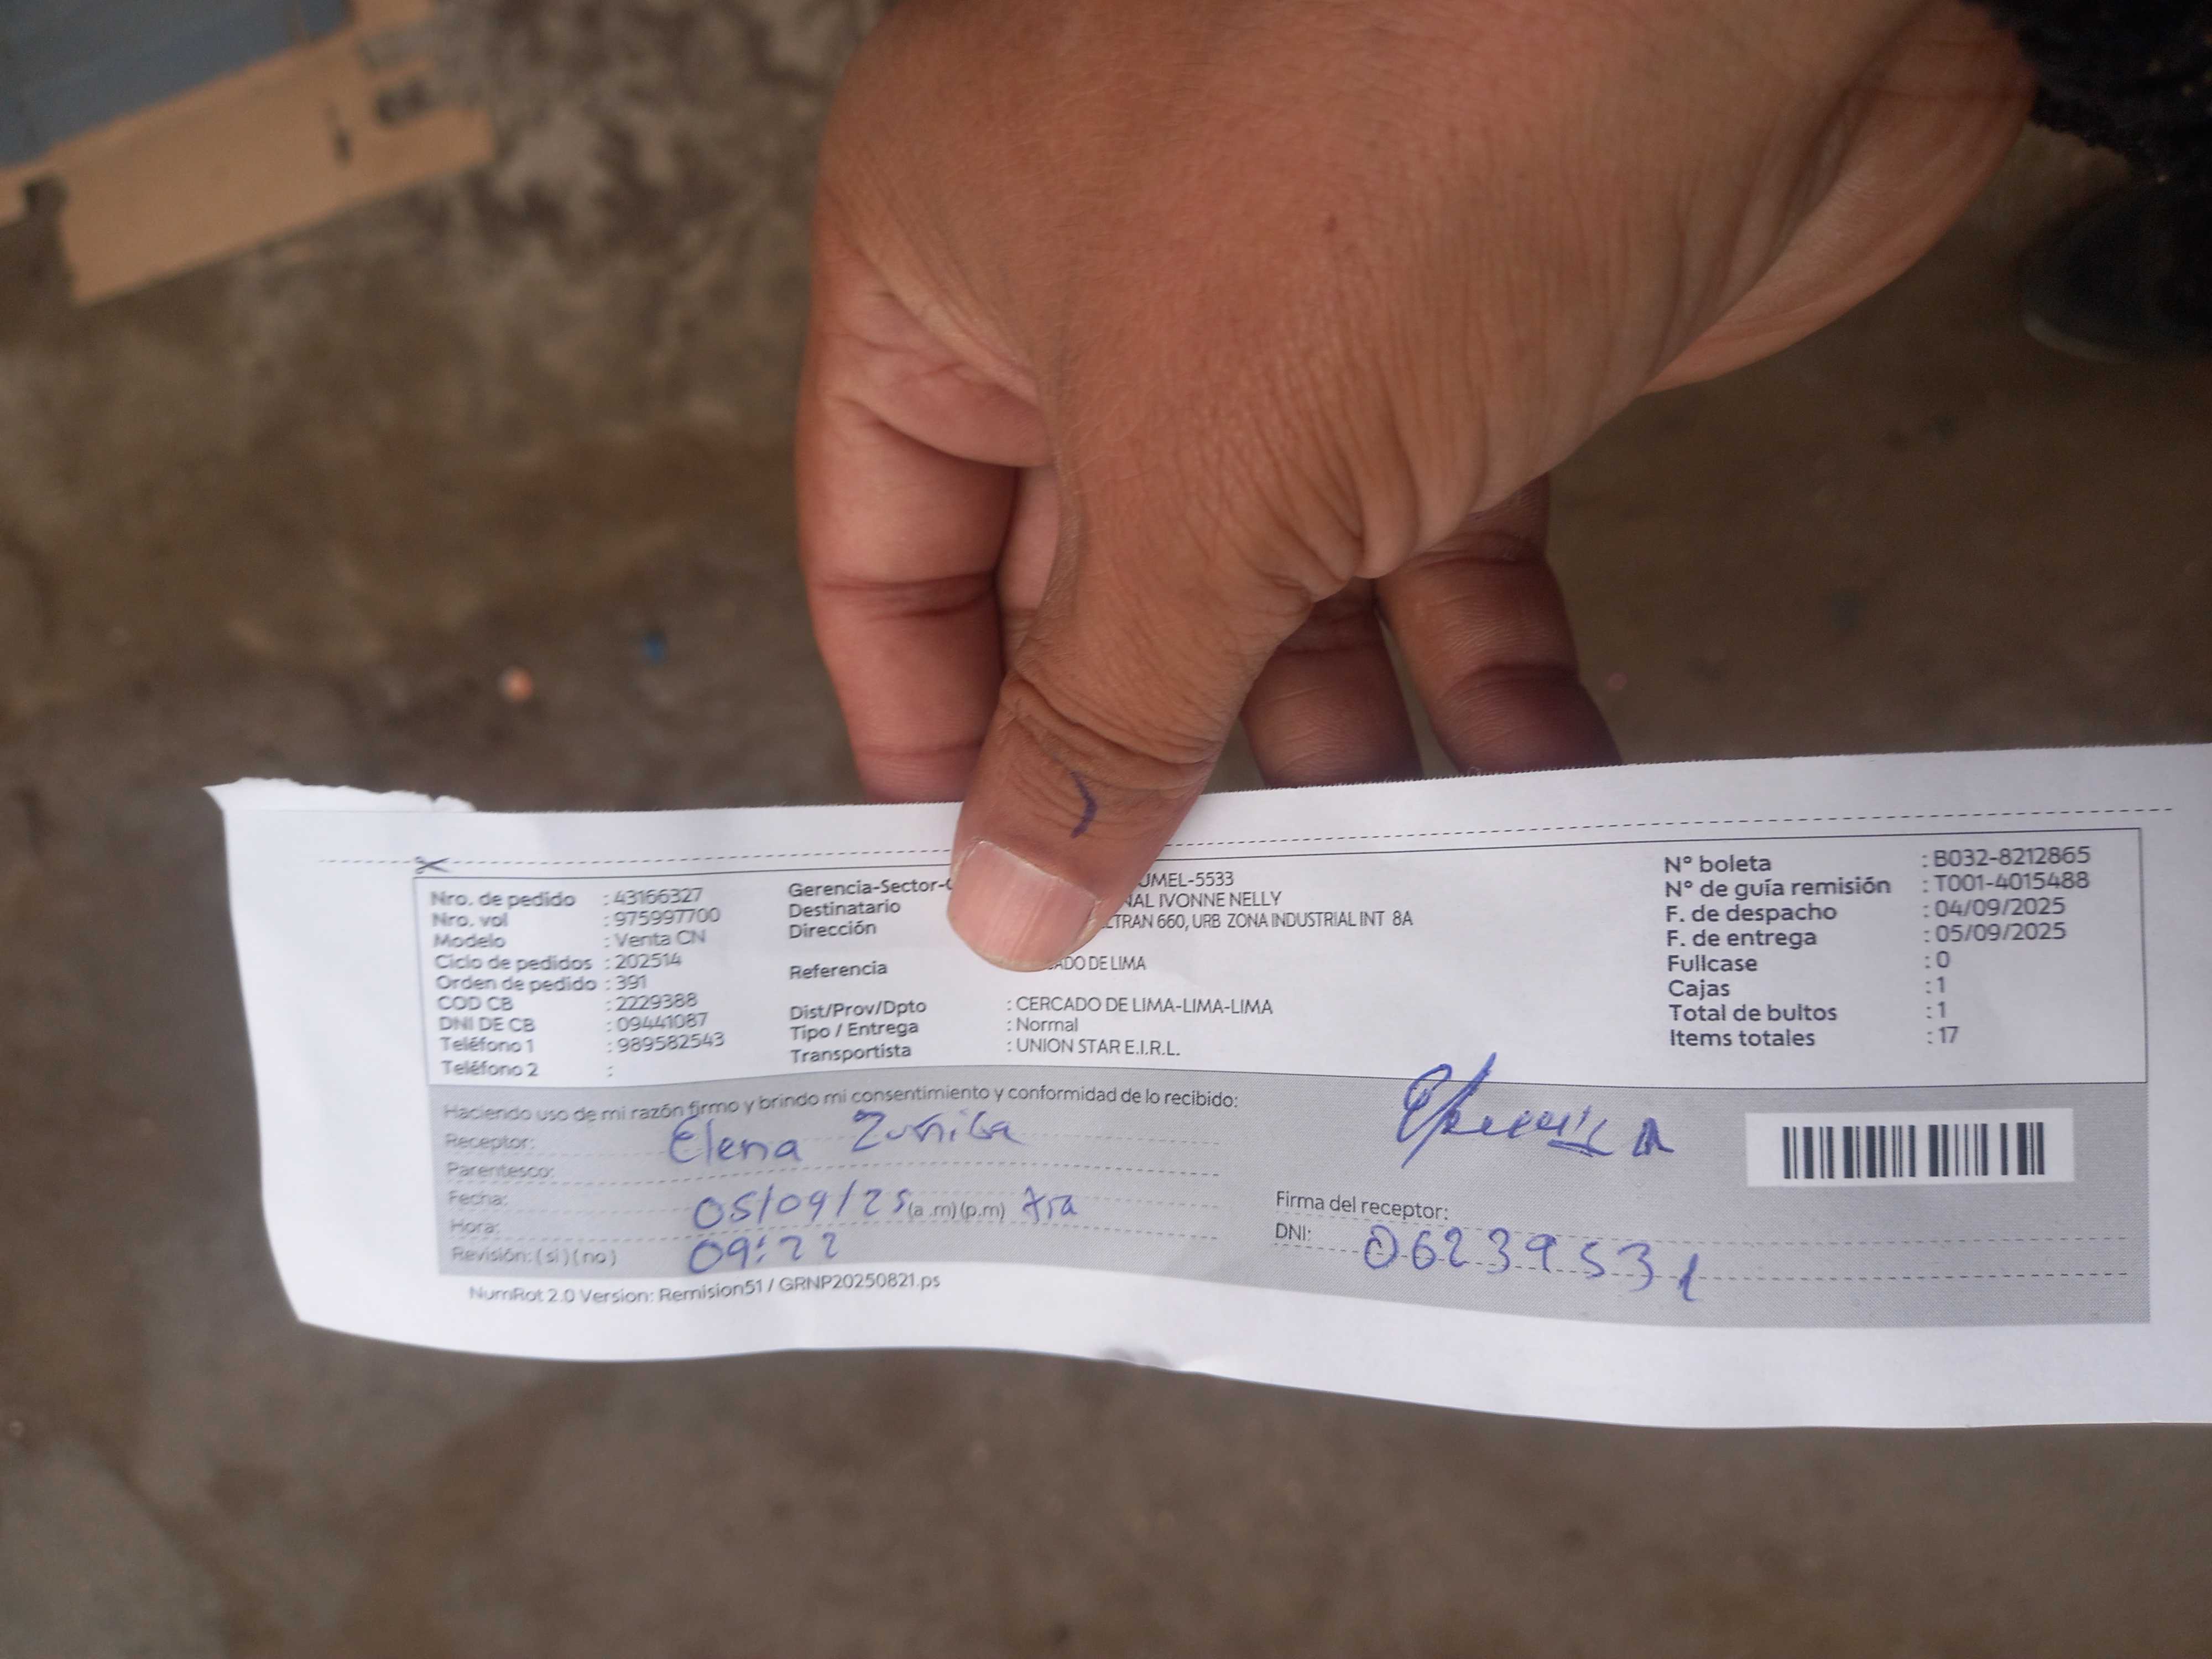 Nro. de pedido : 43166327
Nro. vol : 975997700
Modelo : Venta CN
Ciclo de pedidos : 202514
Orden de pedido : 391
COD CB : 2229388
DNI DE CB : 09441087
Teléfono 1 : 989582543
Teléfono 2 :
Gerencia-Sector- UMEL-5533
Destinatario NAL IVONNE NELLY
Dirección LTRAN 660, URB ZONA INDUSTRIAL INT 8A
Referencia ADO DE LIMA
Dist/Prov/Dpto : CERCADO DE LIMA-LIMA-LIMA
Tipo / Entrega : Normal
Transportista : UNION STAR E.I.R.L.
N° boleta : B032-8212865
N° de guía remisión : T001-4015488
F. de despacho : 04/09/2025
F. de entrega : 05/09/2025
Fullcase : 0
Cajas : 1
Total de bultos : 1
Items totales : 17
Haciendo uso de mi razón firmo y brindo mi consentimiento y conformidad de lo recibido:
Receptor: Elena Zuñiga
Parentesco:
Fecha: 05/09/25 (a .m) (p.m)
Hora: 09:22
Revisión: ( si ) ( no )
Firma del receptor:
DNI: 06239531
NumRot 2.0 Version: Remision51 / GRNP20250821.ps